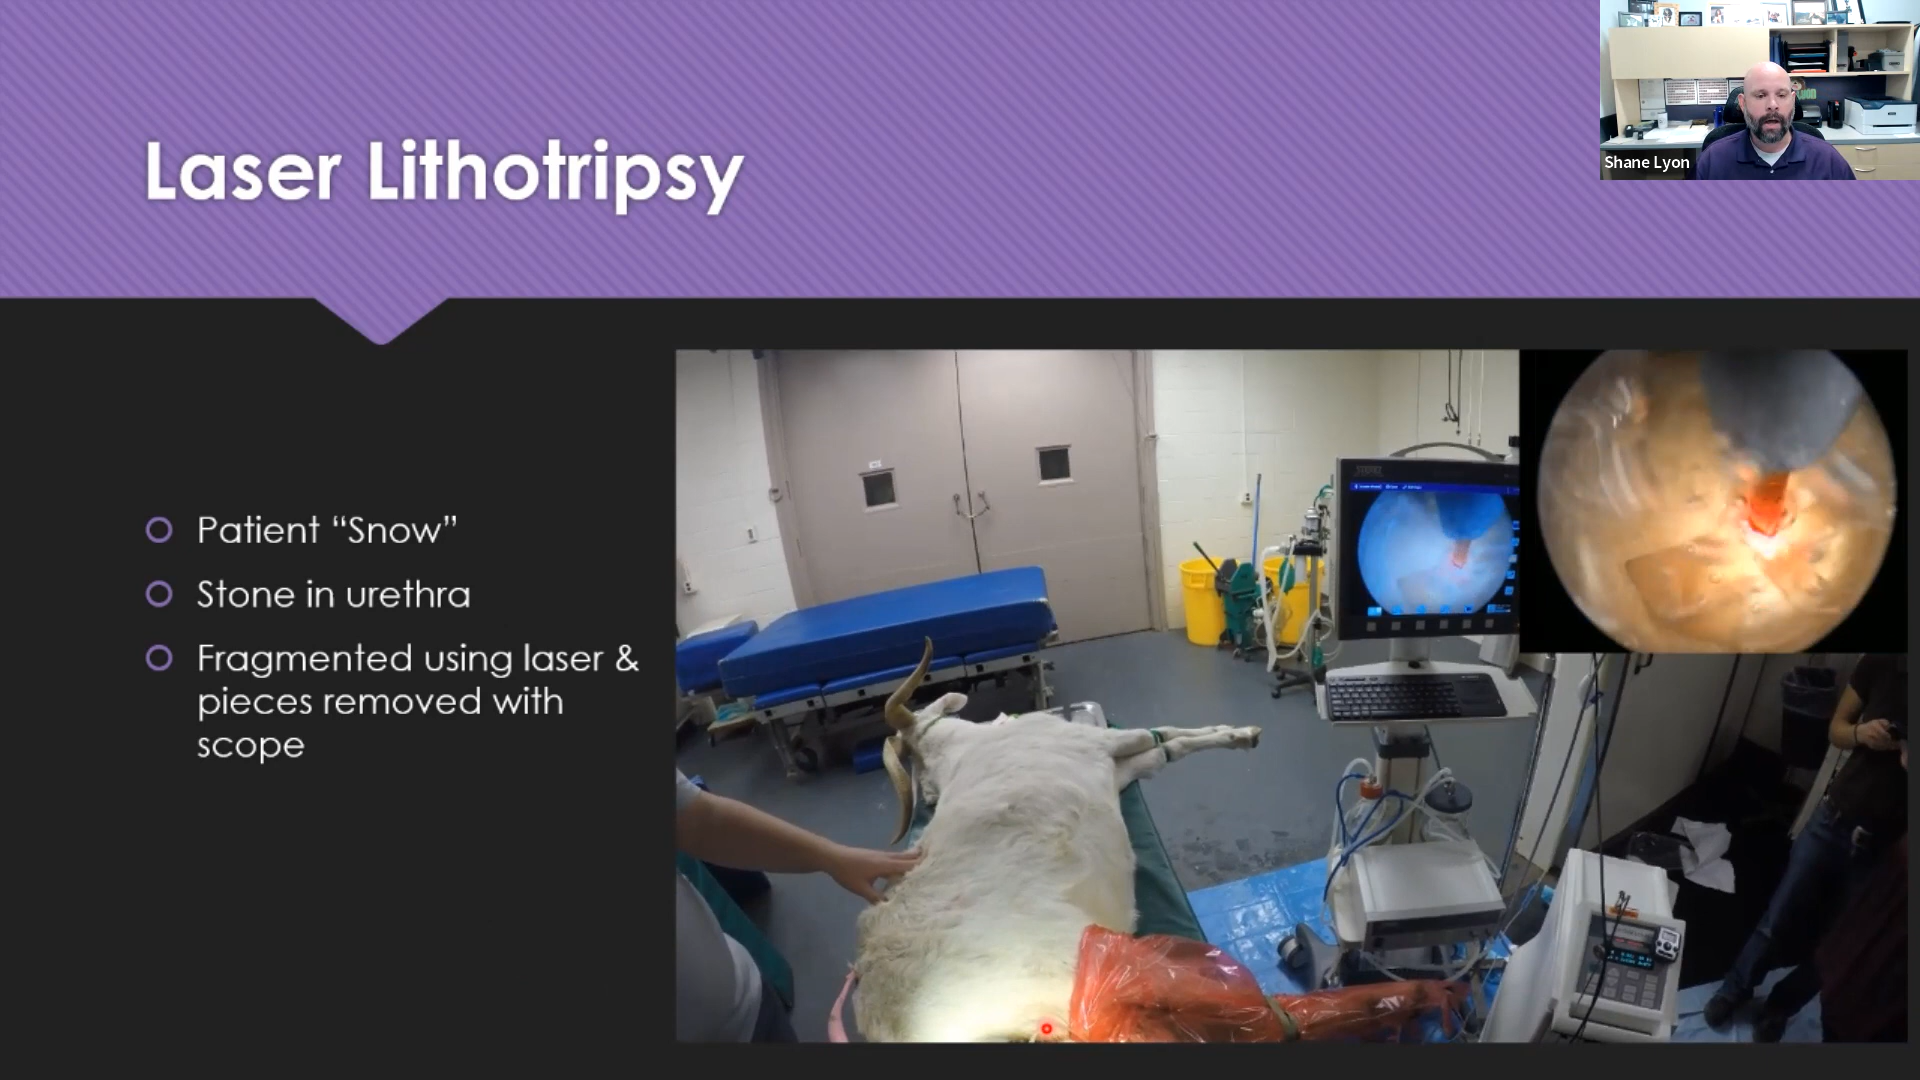 Laser Lithotripsy
Shane Lyon
Patient “Snow”
Stone in urethra
Fragmented using laser &
pieces removed with
scope